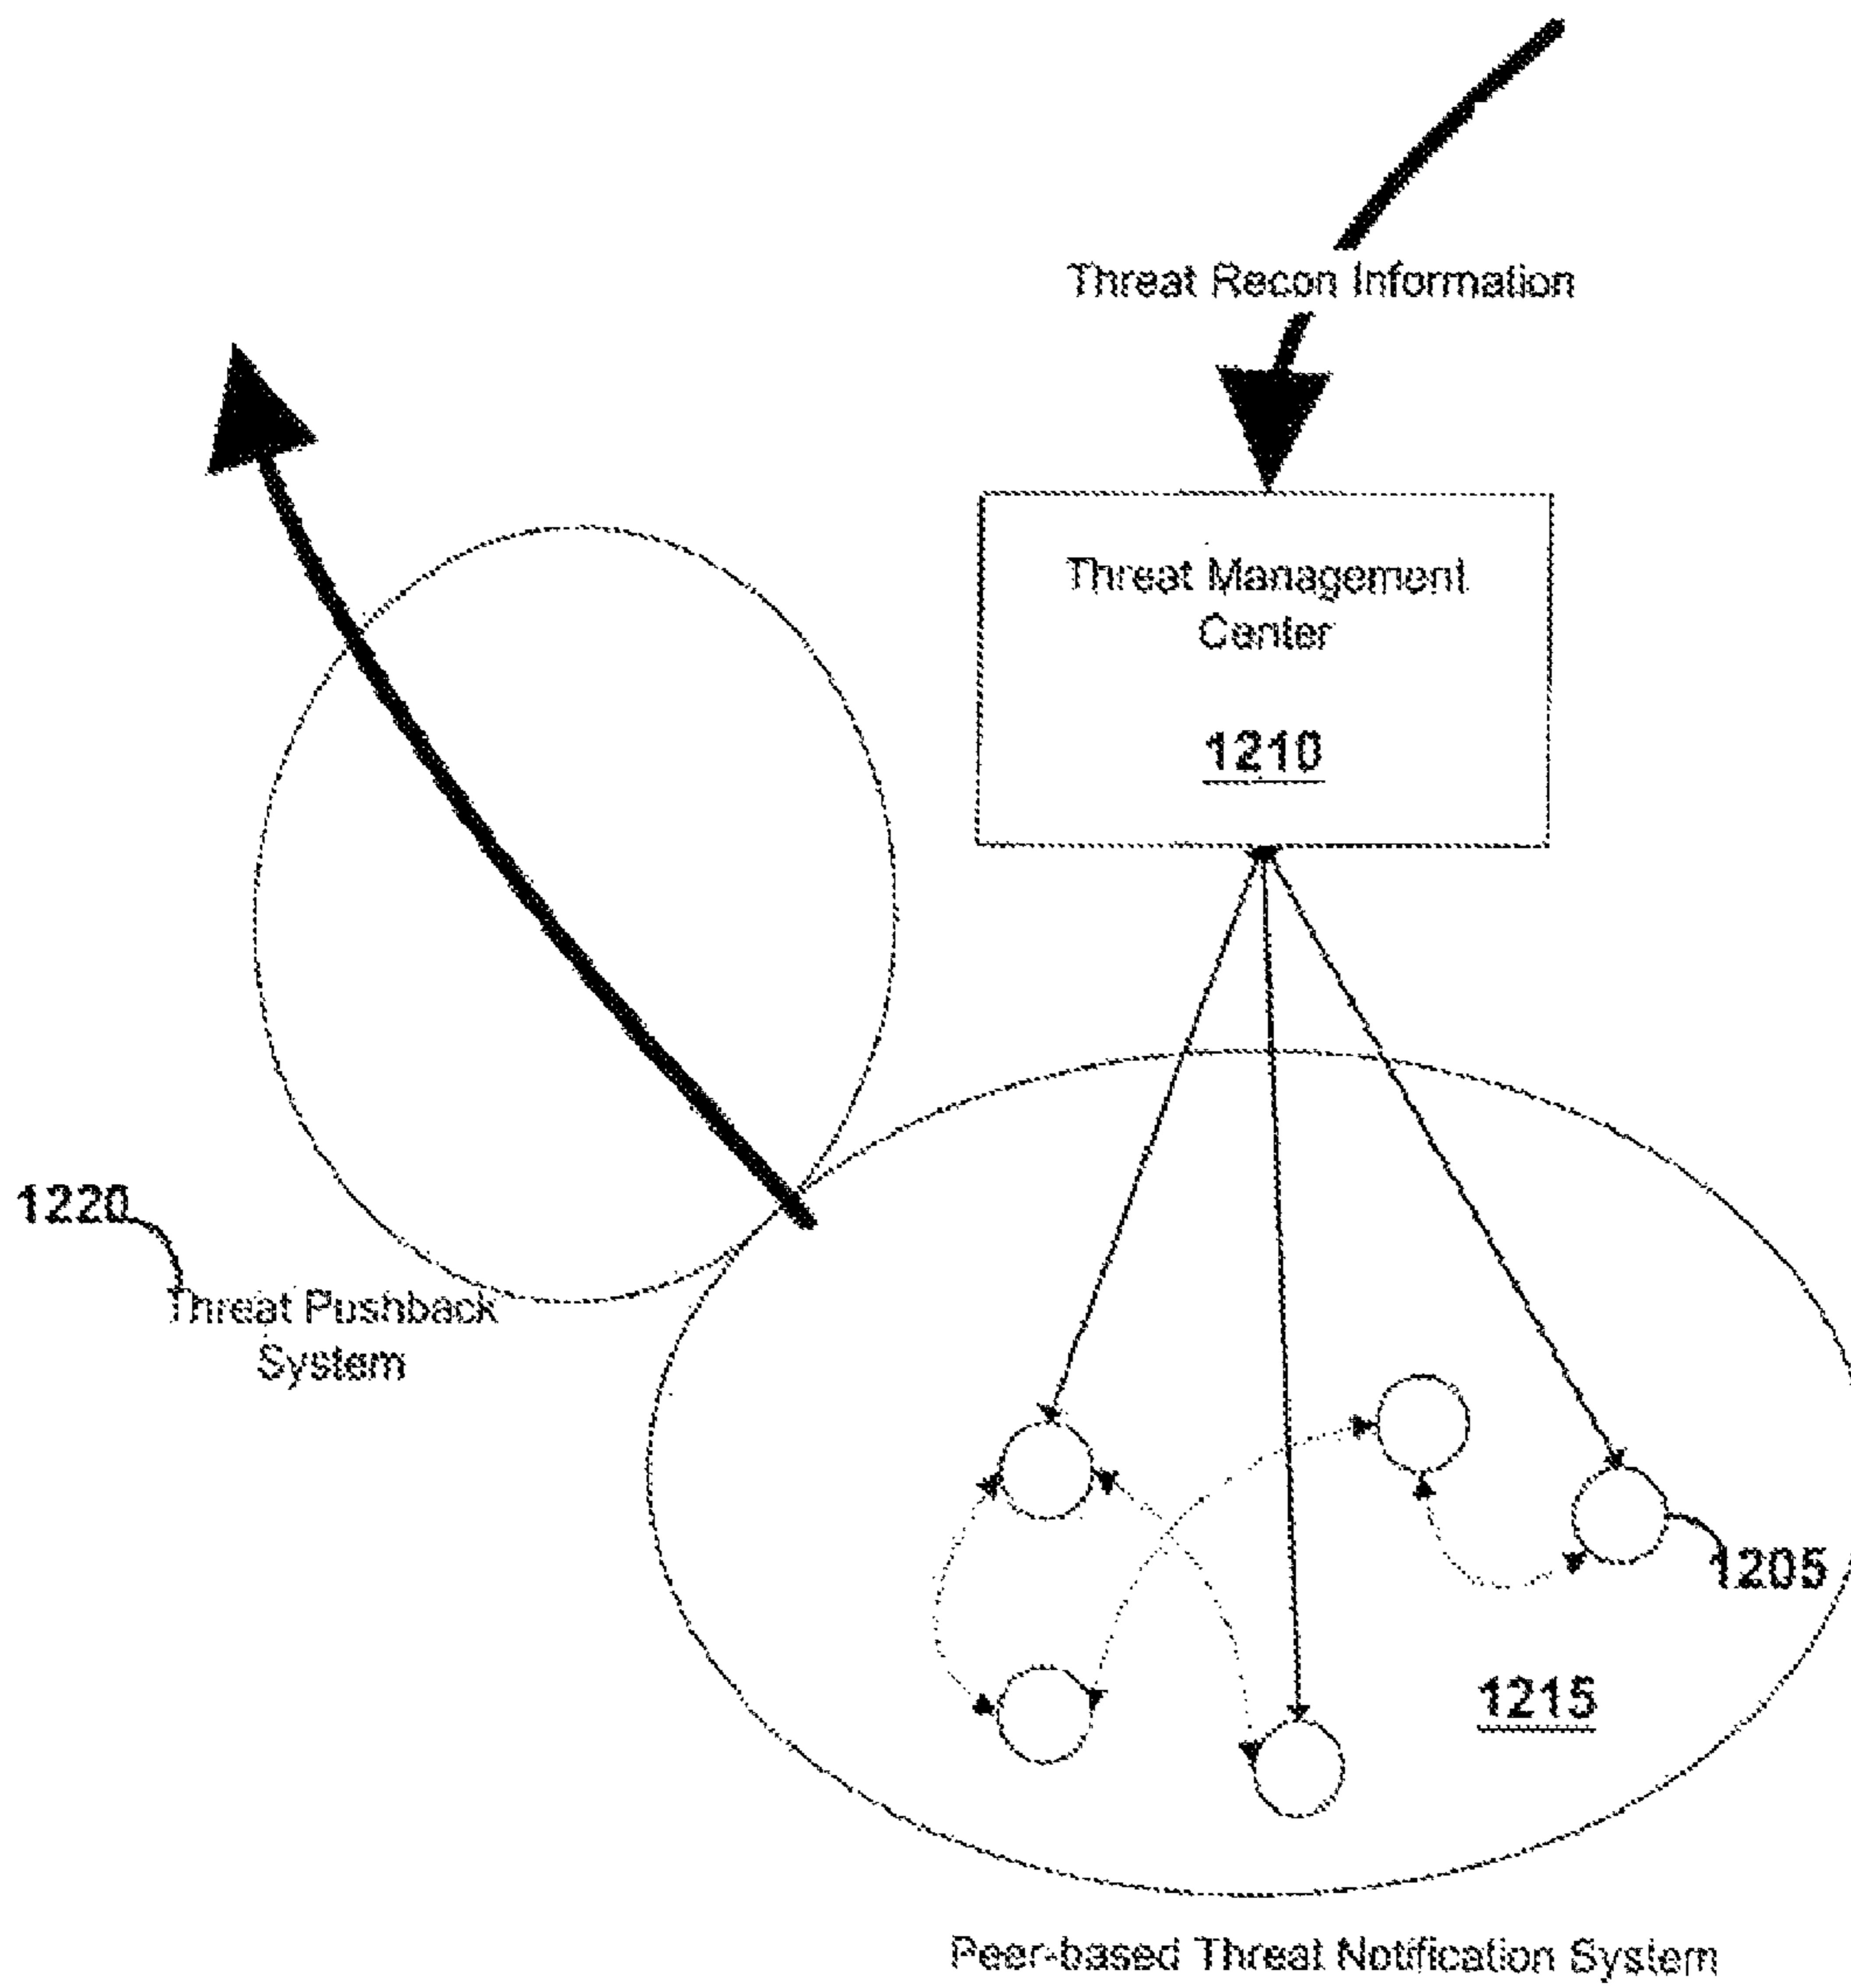 Threat Recon Information
Threat Management
Center
1210
1220
Threat Pushback
System
1205
1215
Peer-based Threat Notification System